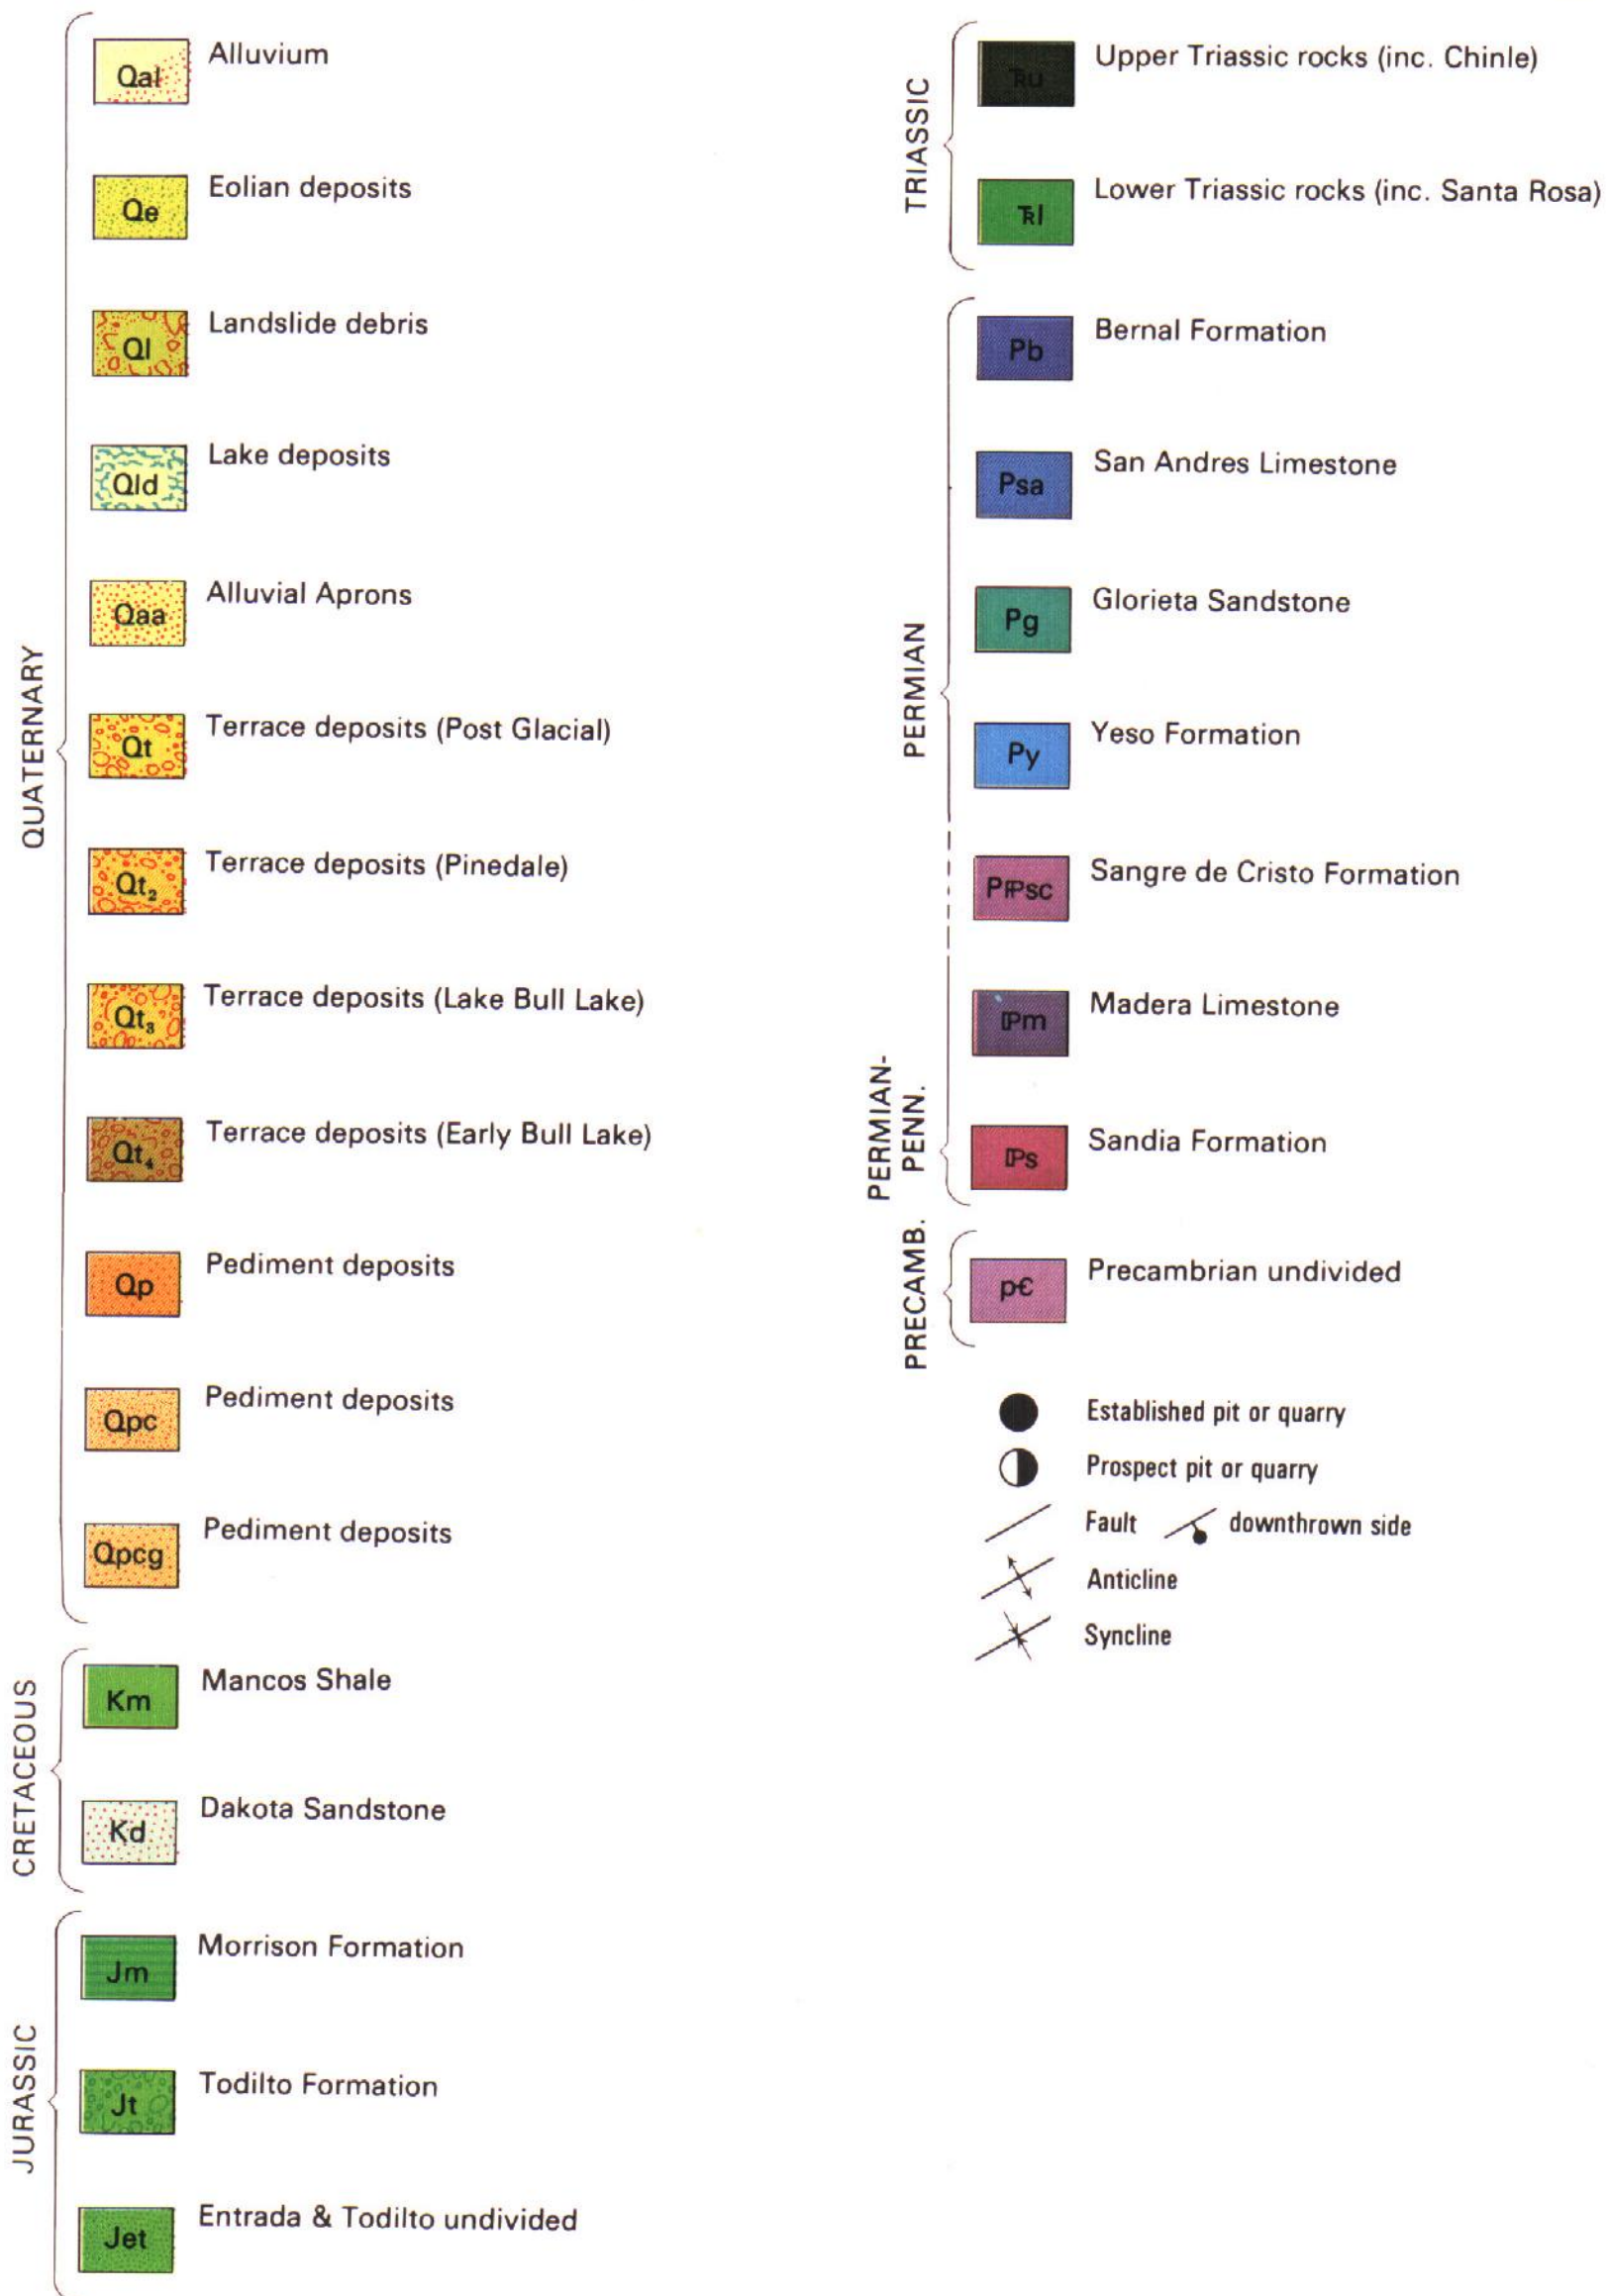 QUATERNARY
Qal Alluvium
Qe Eolian deposits
Ql Landslide debris
Qld Lake deposits
Qaa Alluvial Aprons
Qt Terrace deposits (Post Glacial)
Qt₂ Terrace deposits (Pinedale)
Qt₃ Terrace deposits (Lake Bull Lake)
Qt₄ Terrace deposits (Early Bull Lake)
Qp Pediment deposits
Qpc Pediment deposits
Qpcg Pediment deposits
CRETACEOUS
Km Mancos Shale
Kd Dakota Sandstone
JURASSIC
Jm Morrison Formation
Jt Todilto Formation
Jet Entrada & Todilto undivided
TRIASSIC
TRu Upper Triassic rocks (inc. Chinle)
TRl Lower Triassic rocks (inc. Santa Rosa)
PERMIAN
Pb Bernal Formation
Psa San Andres Limestone
Pg Glorieta Sandstone
Py Yeso Formation
PIPsc Sangre de Cristo Formation
PERMIAN-
PENN.
IPm Madera Limestone
IPs Sandia Formation
PRECAMB.
p€ Precambrian undivided
Established pit or quarry
Prospect pit or quarry
Fault downthrown side
Anticline
Syncline